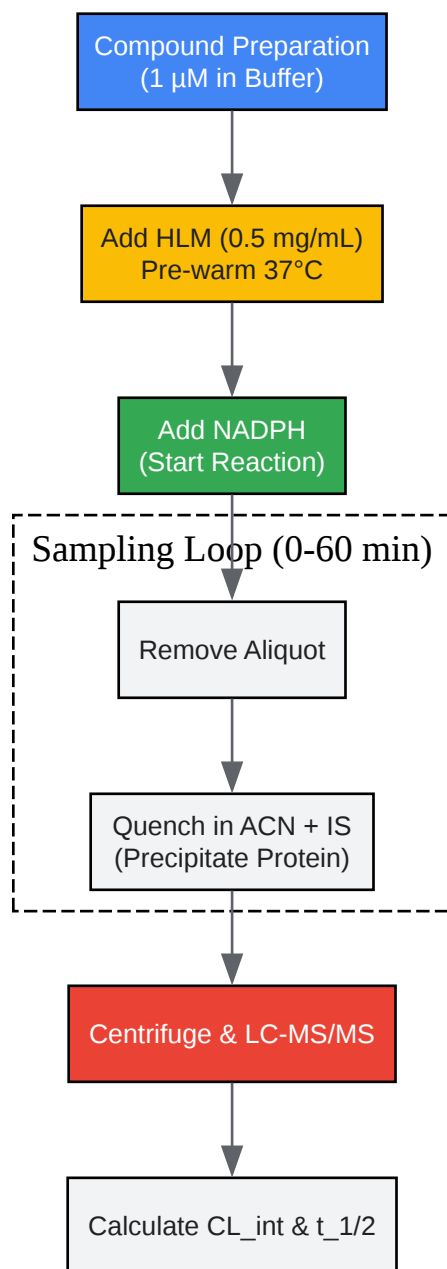 Compound Preparation
(1 µM in Buffer)
Add HLM (0.5 mg/mL)
Pre-warm 37°C
Add NADPH
(Start Reaction)
Sampling Loop (0-60 min)
Remove Aliquot
Quench in ACN + IS
(Precipitate Protein)
Centrifuge & LC-MS/MS
Calculate CL_int & t_1/2